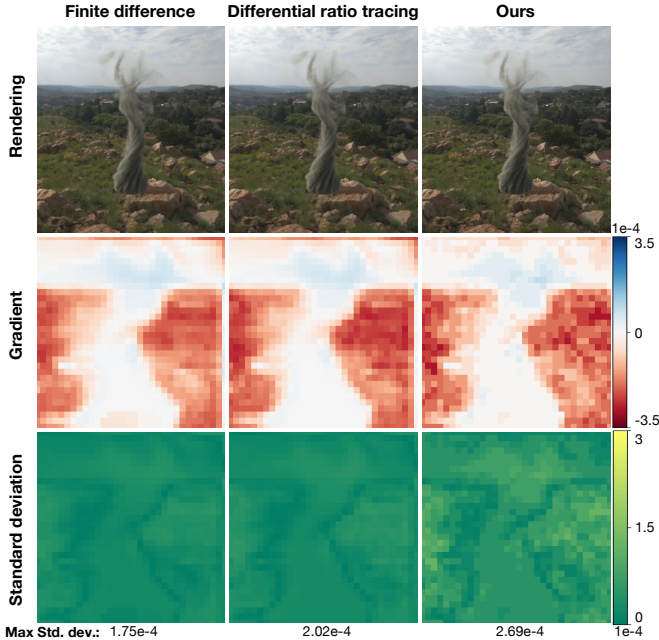 Finite difference Differential ratio tracing Ours
Rendering
1e-4
3.5
Gradient
0
-3.5
3
Standard deviation
1.5
0
Max Std. dev.: 1.75e-4 2.02e-4 2.69e-4 1e-4